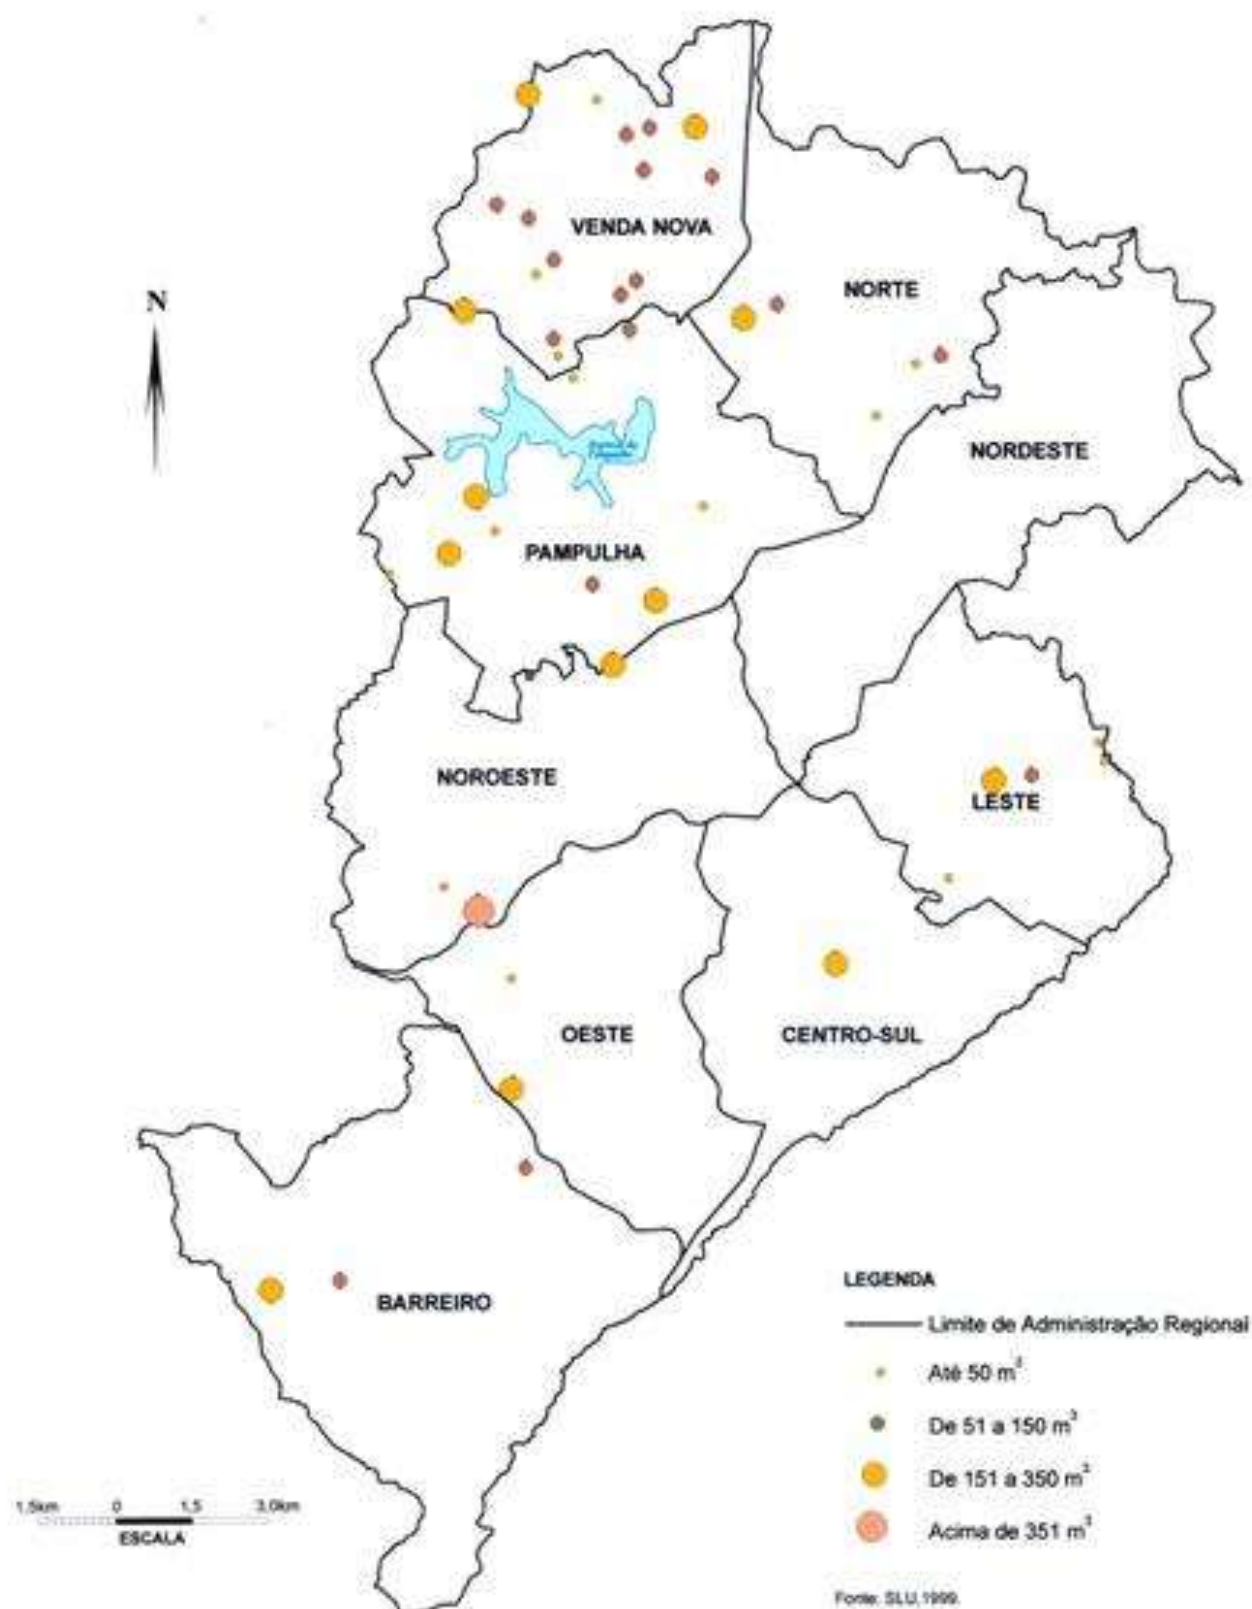 VENDA NOVA
N
NORTE
NORDESTE
PAMPULHA
NOROESTE
LESTE
OESTE
CENTRO-SUL
BARREIRO
LEGENDA
Limite de Administração Regional
Até 50 m³
De 51 a 150 m³
De 151 a 350 m³
Acima de 351 m³
1,5km 0 1,5 3,0km
ESCALA
Fonte: SLU,1999.